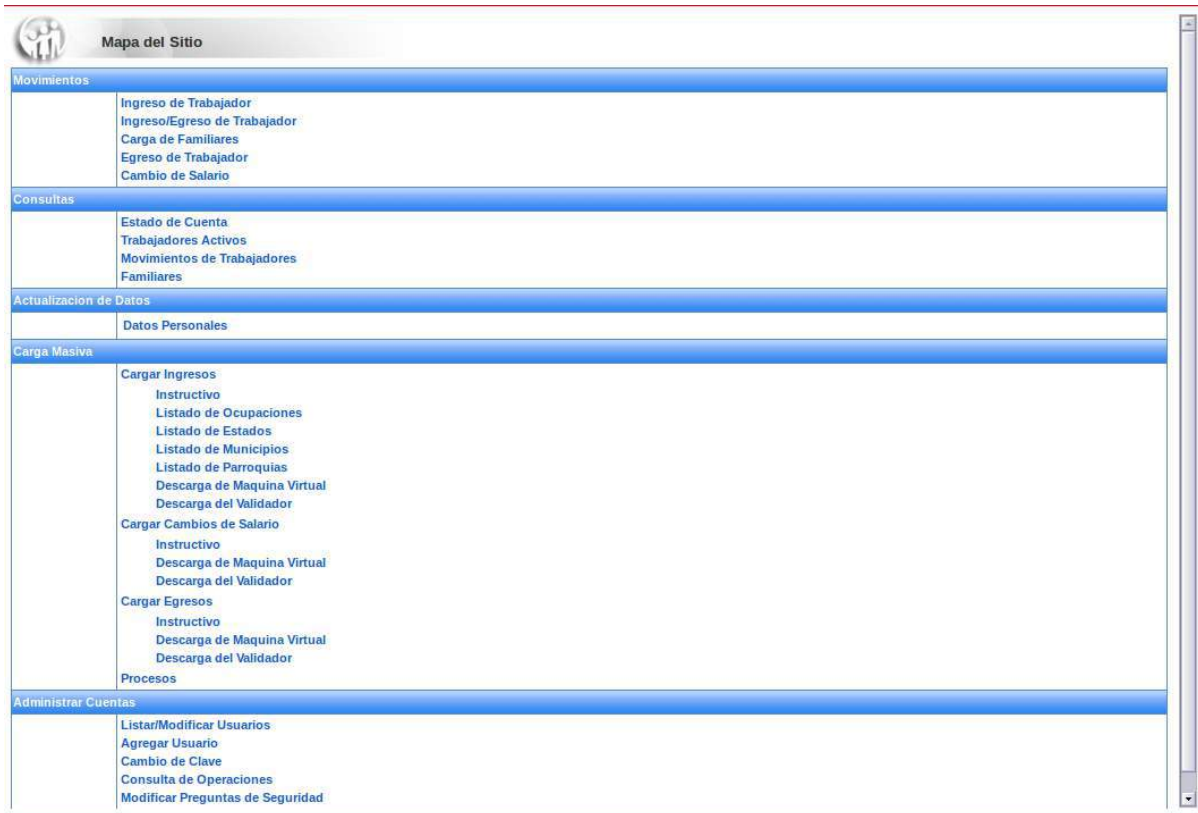 Mapa del Sitio
Movimientos
Ingreso de Trabajador
Ingreso/Egreso de Trabajador
Carga de Familiares
Egreso de Trabajador
Cambio de Salario
Consultas
Estado de Cuenta
Trabajadores Activos
Movimientos de Trabajadores
Familiares
Actualizacion de Datos
Datos Personales
Carga Masiva
Cargar Ingresos
Instructivo
Listado de Ocupaciones
Listado de Estados
Listado de Municipios
Listado de Parroquias
Descarga de Maquina Virtual
Descarga del Validador
Cargar Cambios de Salario
Instructivo
Descarga de Maquina Virtual
Descarga del Validador
Cargar Egresos
Instructivo
Descarga de Maquina Virtual
Descarga del Validador
Procesos
Administrar Cuentas
Listar/Modificar Usuarios
Agregar Usuario
Cambio de Clave
Consulta de Operaciones
Modificar Preguntas de Seguridad